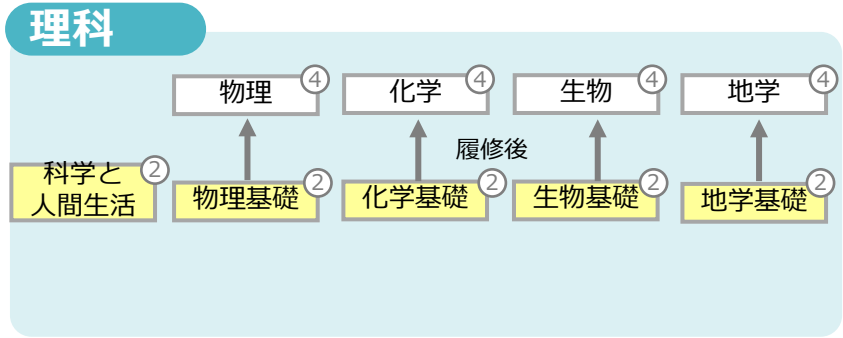 理科
物理 4
化学 4
生物 4
地学 4
履修後
科学と 2
人間生活
物理基礎 2
化学基礎 2
生物基礎 2
地学基礎 2